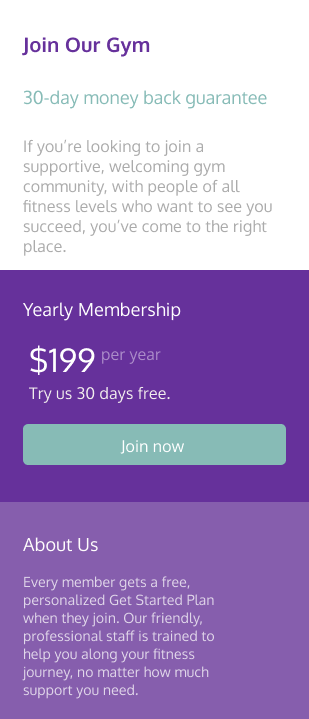 Join Our Gym
30-day money back guarantee
If you’re looking to join a
supportive, welcoming gym
community, with people of all
fitness levels who want to see you
succeed, you’ve come to the right
place.
Yearly Membership
$199 per year
Try us 30 days free.
Join now
About Us
Every member gets a free,
personalized Get Started Plan
when they join. Our friendly,
professional staff is trained to
help you along your fitness
journey, no matter how much
support you need.